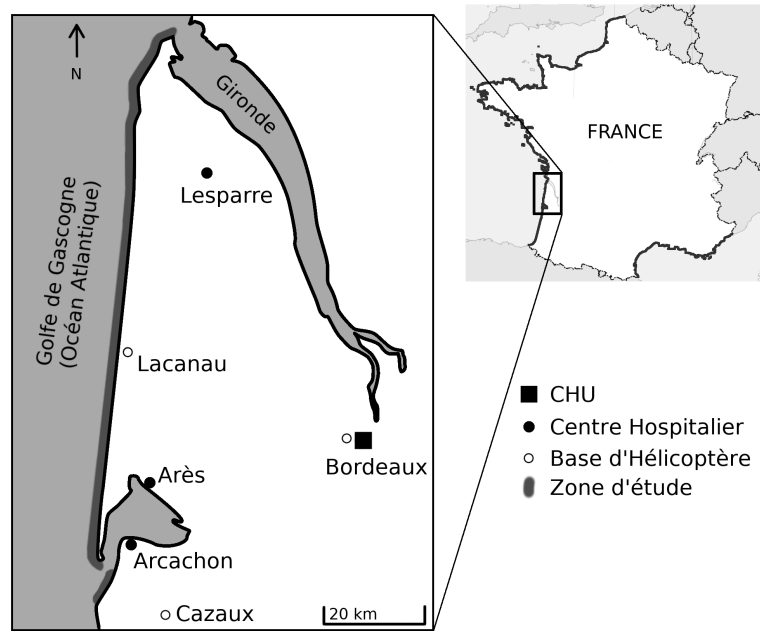 N
Gironde
Lesparre
Golfe de Gascogne
(Océan Atlantique)
Lacanau
Bordeaux
Arès
Arcachon
Cazaux
20 km
FRANCE
CHU
Centre Hospitalier
Base d'Hélicoptère
Zone d'étude